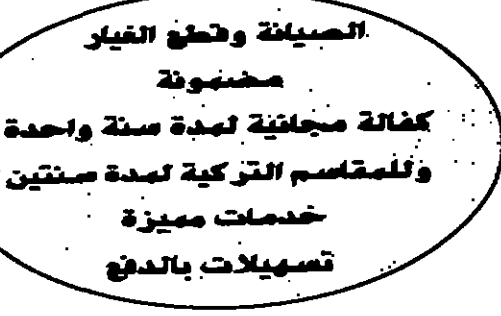 الصيانة وقطع الغيار
مضمونة
كفالة مجانية لمدة سنة واحدة
وللمقاسم التركية لمدة سنتين
خدمات مميزة
تسهيلات بالدفع